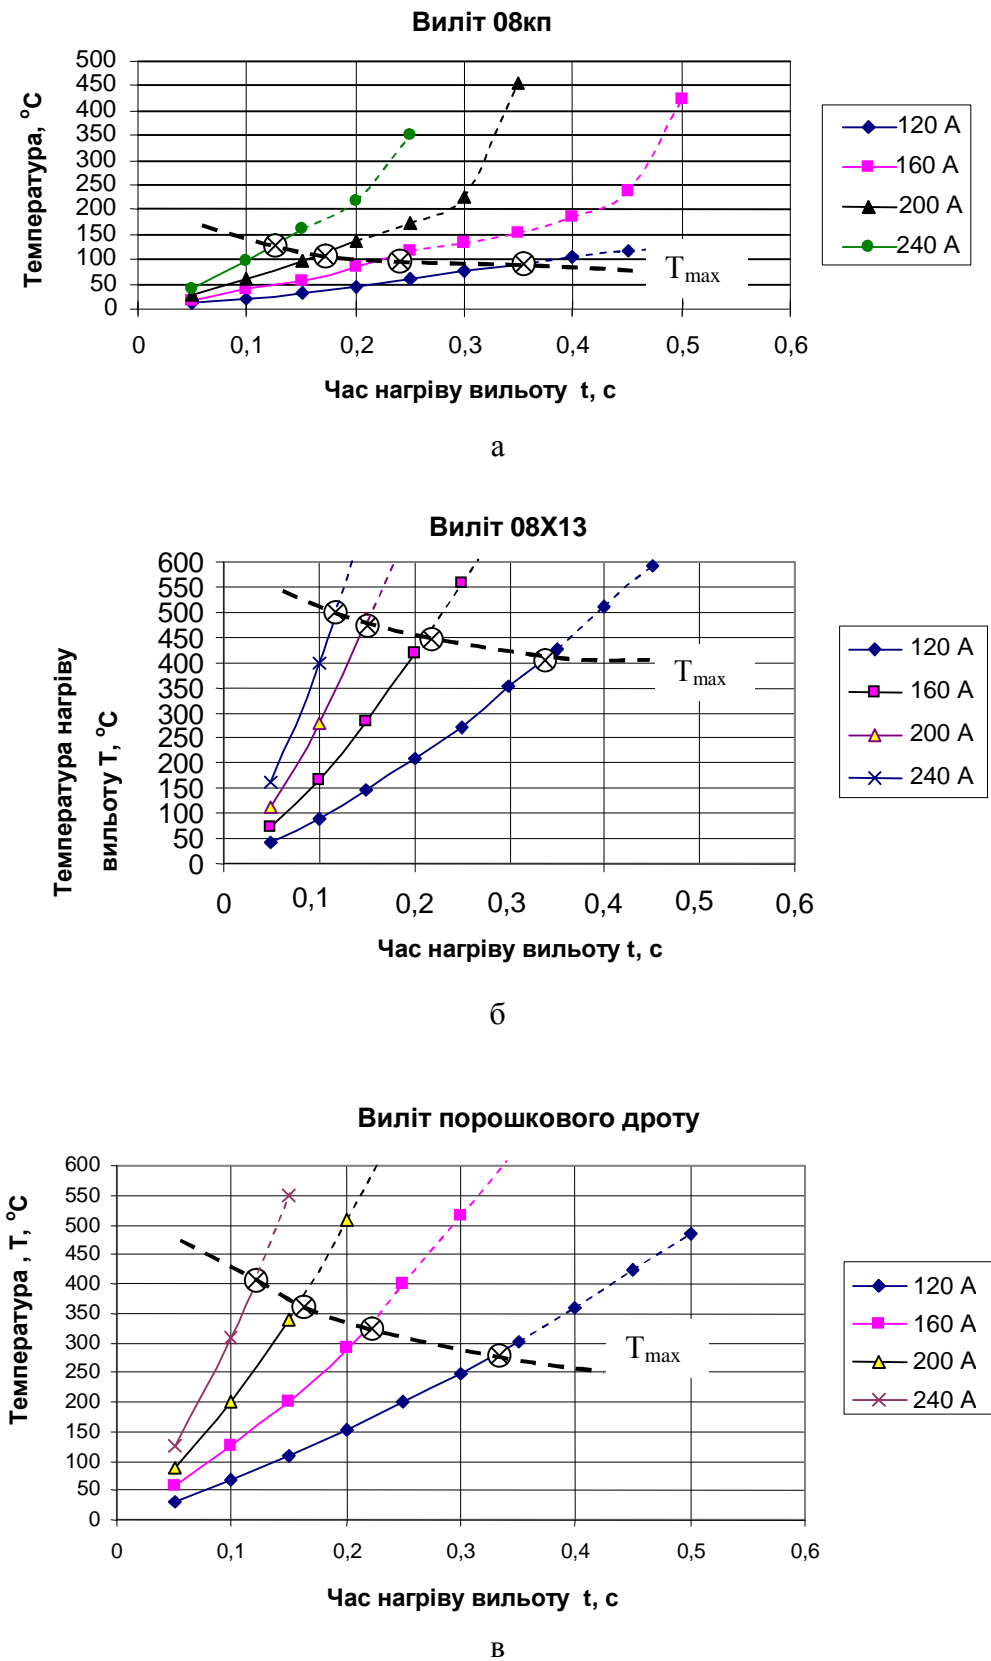 Виліт 08кп
Температура, °С
500
450
400
350
300
250
200
150
100
50
0
0 0,1 0,2 0,3 0,4 0,5 0,6
Tmax
120 А
160 А
200 А
240 А
Час нагріву вильоту t, с
а
Виліт 08Х13
Температура нагріву
вильоту Т, °С
600
550
500
450
400
350
300
250
200
150
100
50
0
0 0,1 0,2 0,3 0,4 0,5 0,6
Tmax
120 А
160 А
200 А
240 А
Час нагріву вильоту t, с
б
Виліт порошкового дроту
Температура , Т, °С
600
550
500
450
400
350
300
250
200
150
100
50
0
0 0,1 0,2 0,3 0,4 0,5 0,6
Tmax
120 А
160 А
200 А
240 А
Час нагріву вильоту t, с
в